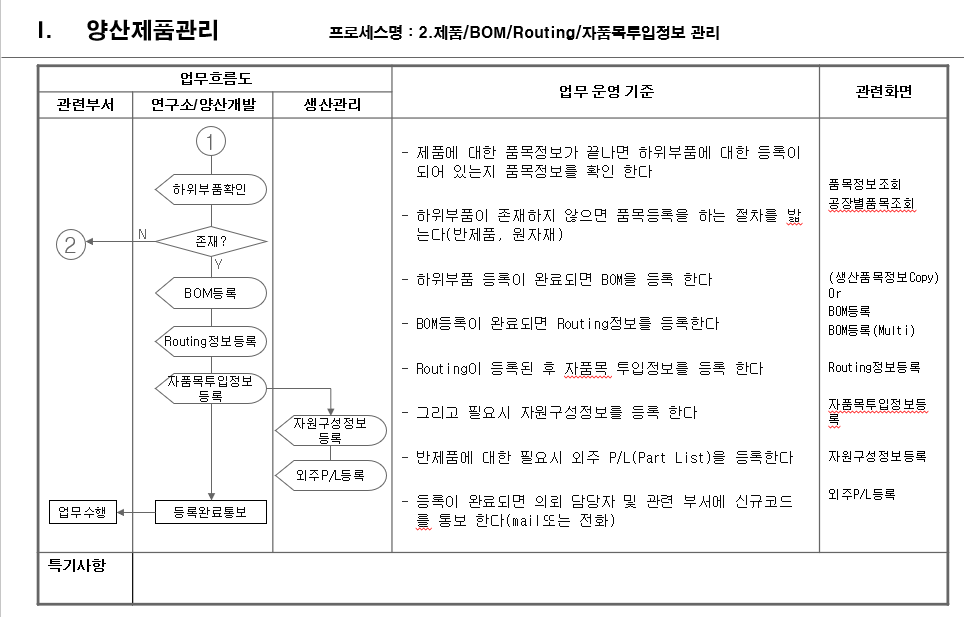 I. 양산제품관리
프로세스명 : 2.제품/BOM/Routing/자품목투입정보 관리
업무흐름도
업무 운영 기준
관련화면
관련부서
연구소/양산개발
생산관리
1
하위부품확인
N
존재?
2
Y
BOM등록
Routing정보등록
자품목투입정보
등록
자원구성정보
등록
외주P/L등록
업무수행
등록완료통보
- 제품에 대한 품목정보가 끝나면 하위부품에 대한 등록이
되어 있는지 품목정보를 확인 한다
- 하위부품이 존재하지 않으면 품목등록을 하는 절차를 밟
는다(반제품, 원자재)
- 하위부품 등록이 완료되면 BOM을 등록 한다
- BOM등록이 완료되면 Routing정보를 등록한다
- Routing이 등록된 후 자품목 투입정보를 등록 한다
- 그리고 필요시 자원구성정보를 등록 한다
- 반제품에 대한 필요시 외주 P/L(Part List)을 등록한다
- 등록이 완료되면 의뢰 담당자 및 관련 부서에 신규코드
를 통보 한다(mail또는 전화)
품목정보조회
공장별품목조회
(생산품목정보Copy)
Or
BOM등록
BOM등록(Multi)
Routing정보등록
자품목투입정보등
록
자원구성정보등록
외주P/L등록
특기사항